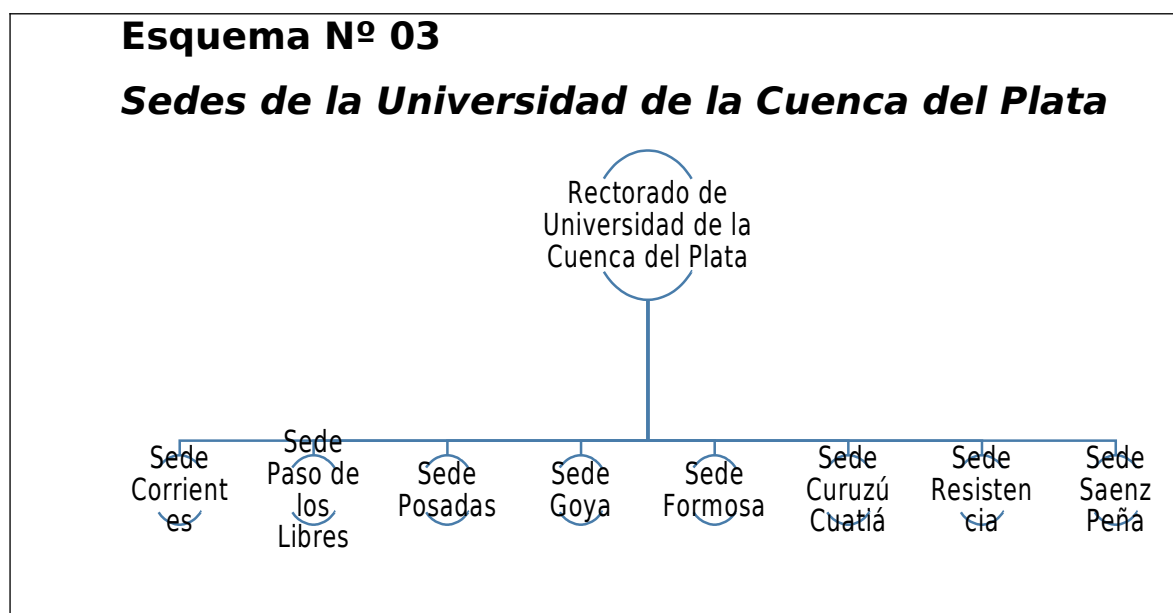 Esquema Nº 03
Sedes de la Universidad de la Cuenca del Plata
Rectorado de
Universidad de la
Cuenca del Plata
Sede
Corrient
es
Sede
Paso de
los
Libres
Sede
Posadas
Sede
Goya
Sede
Formosa
Sede
Curuzú
Cuatiá
Sede
Resisten
cia
Sede
Saenz
Peña